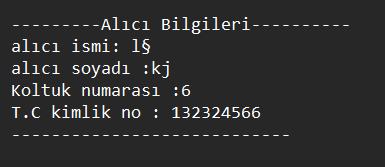 ---------Alıcı Bilgileri----------
alıcı ismi: l§
alıcı soyadı :kj
Koltuk numarası :6
T.C kimlik no : 132324566
----------------------------